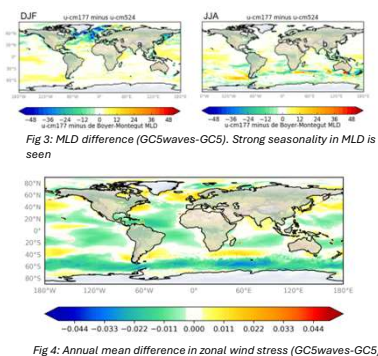 DJF
u-cm177 minus u-cm524
JJA
u-cm177 minus u-cm524
−48 −36 −24 −12 0 12 24 36 48
−48 −36 −24 −12 0 12 24 36 48
u-cm177 minus de Boyer-Montegut MLD
u-cm177 minus de Boyer-Montegut MLD
Fig 3: MLD difference (GC5waves-GC5). Strong seasonality in MLD is
seen
80°N
60°N
40°N
20°N
0°
20°S
40°S
60°S
80°S
180°W 120°W 60°W 0° 60°E 120°E 180°E
−0.044 −0.033 −0.022 −0.011 0.000 0.011 0.022 0.033 0.044
Fig 4: Annual mean difference in zonal wind stress (GC5waves-GC5)